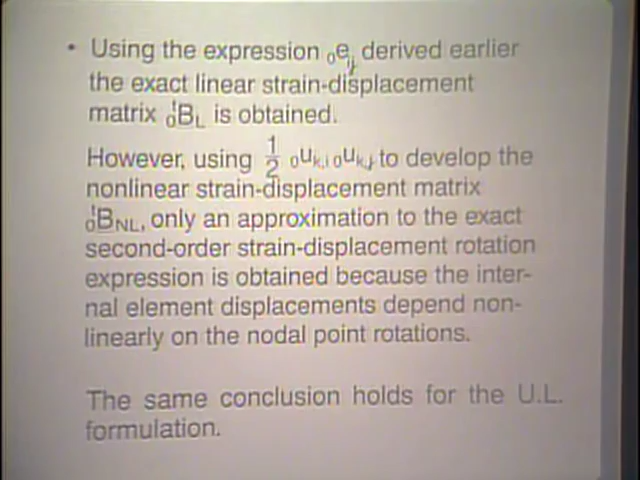 • Using the expression ₀eᵢⱼ derived earlier
the exact linear strain-displacement
matrix ᵗ₀B_L is obtained.
However, using 1/2 ₀uₖ,ᵢ ₀uₖ,ⱼ to develop the
nonlinear strain-displacement matrix
ᵗ₀B_NL, only an approximation to the exact
second-order strain-displacement rotation
expression is obtained because the inter-
nal element displacements depend non-
linearly on the nodal point rotations.
The same conclusion holds for the U.L.
formulation.